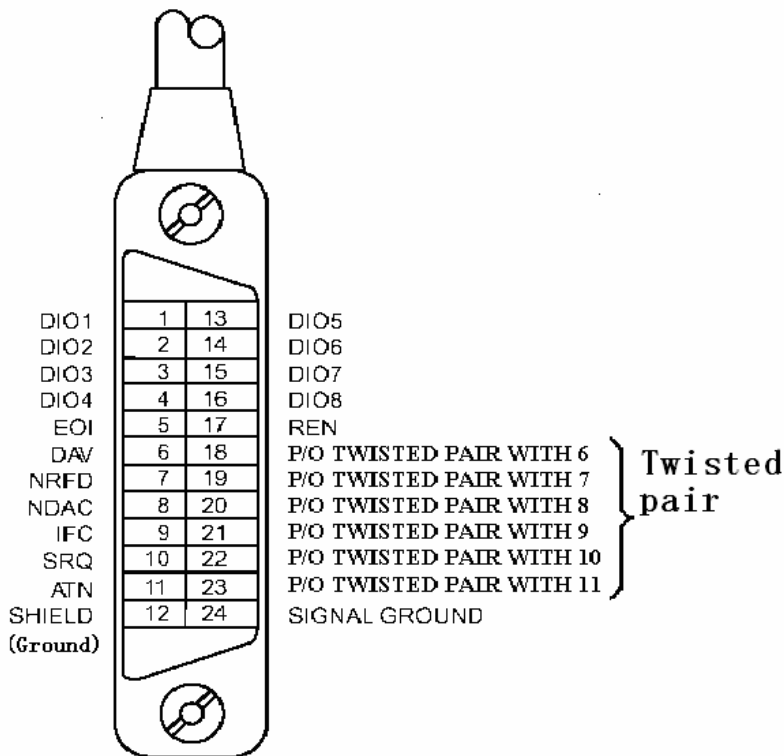 DIO1 1 13 DIO5
DIO2 2 14 DIO6
DIO3 3 15 DIO7
DIO4 4 16 DIO8
EOI 5 17 REN
DAV 6 18 P/O TWISTED PAIR WITH 6
NRFD 7 19 P/O TWISTED PAIR WITH 7
NDAC 8 20 P/O TWISTED PAIR WITH 8
IFC 9 21 P/O TWISTED PAIR WITH 9
SRQ 10 22 P/O TWISTED PAIR WITH 10
ATN 11 23 P/O TWISTED PAIR WITH 11
SHIELD 12 24 SIGNAL GROUND
(Ground)
Twisted
pair